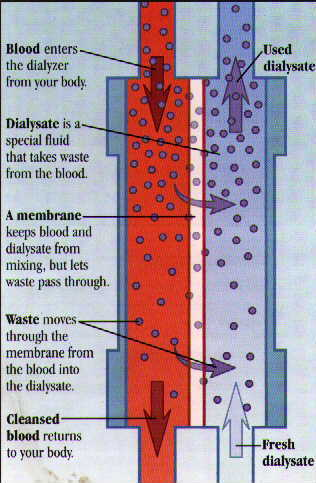 Blood enters
the dialyzer
from your body.
Used
dialysate
Dialysate is a
special fluid
that takes waste
from the blood.
A membrane
keeps blood and
dialysate from
mixing, but lets
waste pass through.
Waste moves
through the
membrane from
the blood into
the dialysate.
Cleansed
blood returns
to your body.
Fresh
dialysate